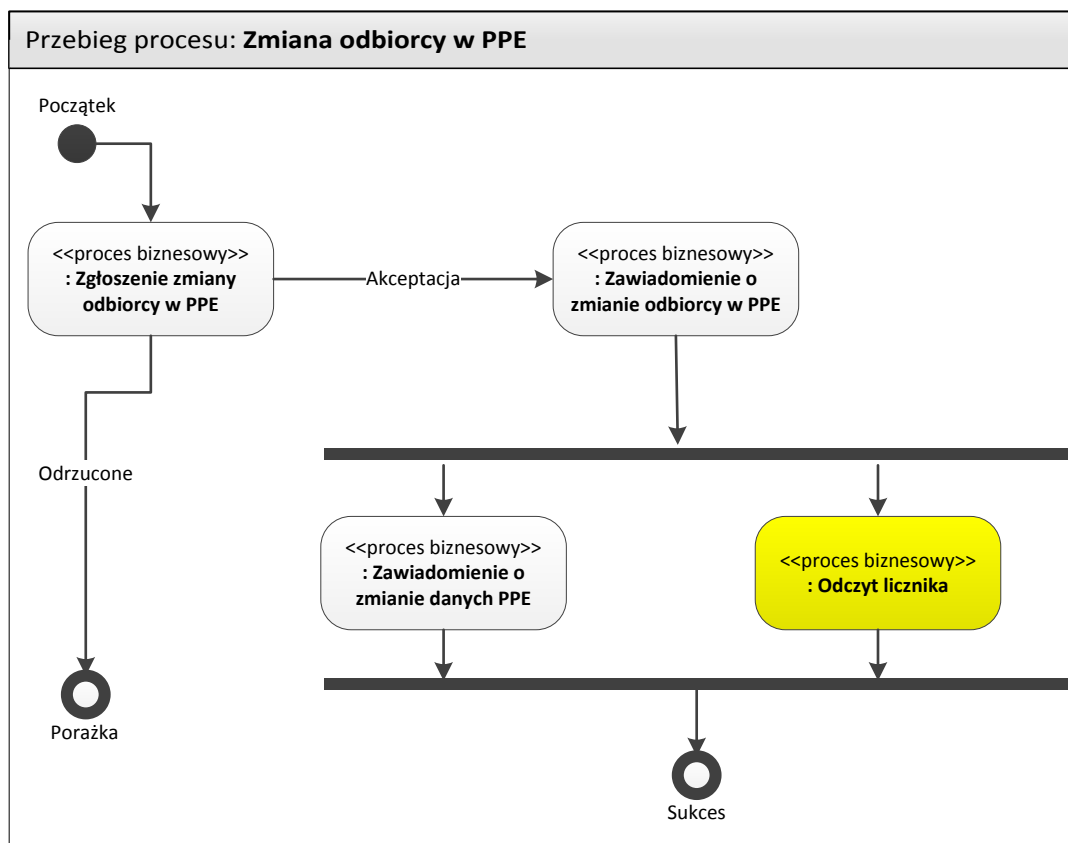 Przebieg procesu: Zmiana odbiorcy w PPE
Początek
<<proces biznesowy>>
: Zgłoszenie zmiany
odbiorcy w PPE
Akceptacja
<<proces biznesowy>>
: Zawiadomienie o
zmianie odbiorcy w PPE
Odrzucone
<<proces biznesowy>>
: Zawiadomienie o
zmianie danych PPE
<<proces biznesowy>>
: Odczyt licznika
Porażka
Sukces